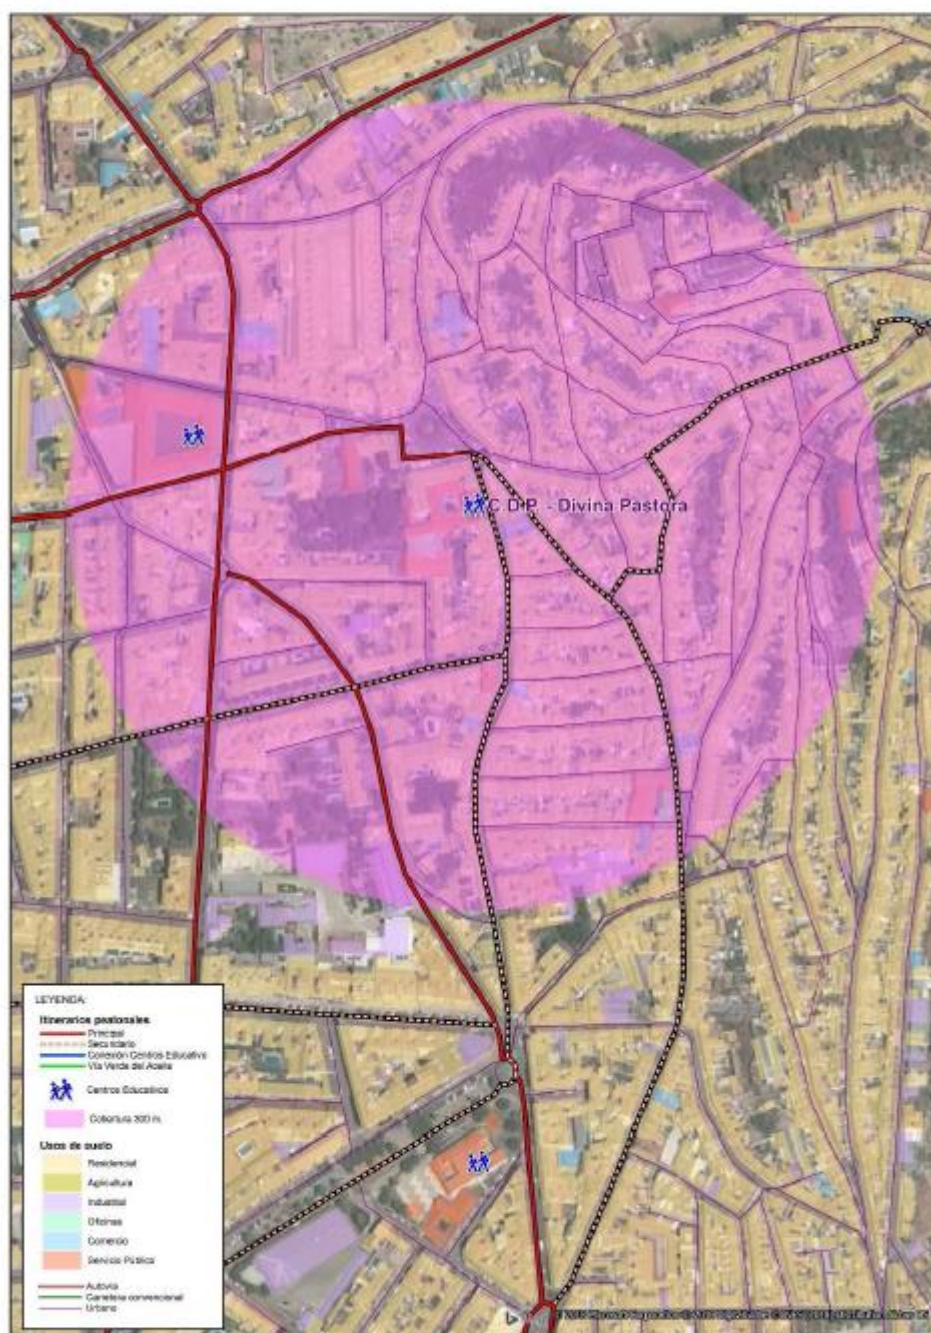 C.D.P. - Divina Pastora
LEYENDA:
Itinerarios peatonales
Principal
Secundario
Conexión Centros Educativo
Vía Verde del Aceite
Centros Educativos
Cobertura 300 m.
Usos de suelo
Residencial
Agricultura
Industrial
Oficinas
Comercio
Servicio Público
Autovía
Carretera convencional
Urbano